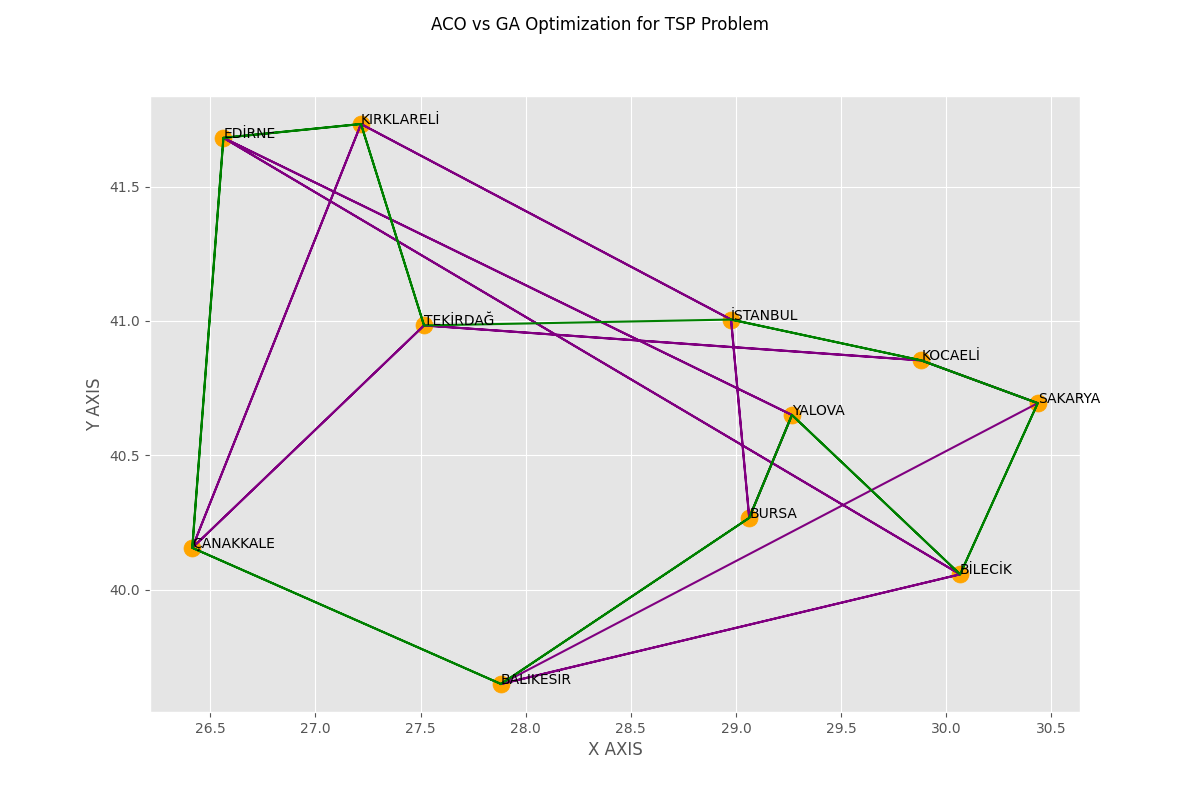 ACO vs GA Optimization for TSP Problem
EDİRNE
KIRKLARELİ
41.5
41.0
40.5
40.0
TEKİRDAĞ
İSTANBUL
KOCAELİ
SAKARYA
YALOVA
BURSA
ÇANAKKALE
BİLECİK
BALIKESİR
Y AXIS
26.5 27.0 27.5 28.0 28.5 29.0 29.5 30.0 30.5
X AXIS